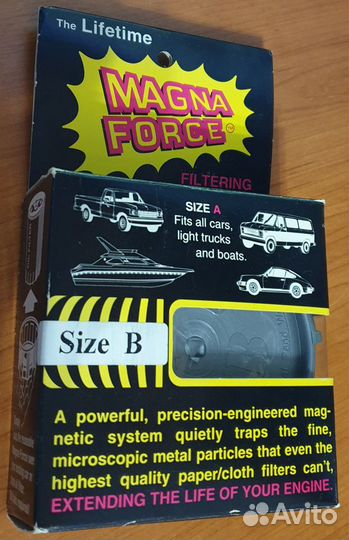 The Lifetime
MAGNA
FORCE
TM
FILTERING
SIZE A
Fits all cars,
light trucks
and boats.
Size B
A powerful, precision-engineered mag-
netic system quietly traps the fine,
microscopic metal particles that even the
highest quality paper/cloth filters can't,
EXTENDING THE LIFE OF YOUR ENGINE.
Avito